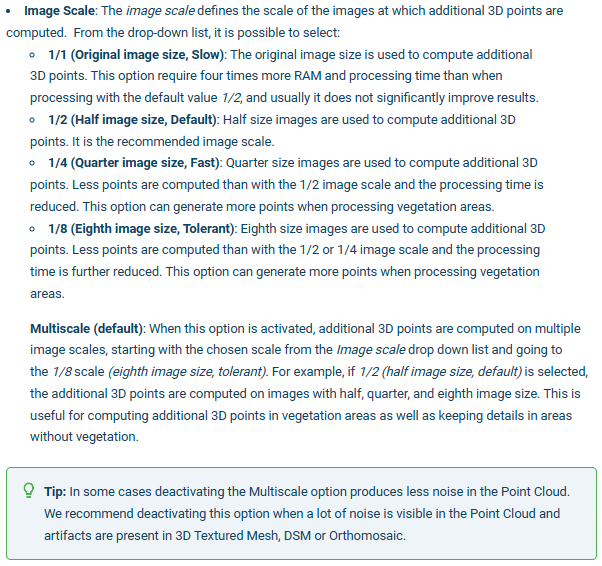 • Image Scale: The image scale defines the scale of the images at which additional 3D points are
computed.  From the drop-down list, it is possible to select:
◦ 1/1 (Original image size, Slow): The original image size is used to compute additional
3D points. This option require four times more RAM and processing time than when
processing with the default value 1/2, and usually it does not significantly improve results.
◦ 1/2 (Half image size, Default): Half size images are used to compute additional 3D
points. It is the recommended image scale.
◦ 1/4 (Quarter image size, Fast): Quarter size images are used to compute additional 3D
points. Less points are computed than with the 1/2 image scale and the processing time is
reduced. This option can generate more points when processing vegetation areas.
◦ 1/8 (Eighth image size, Tolerant): Eighth size images are used to compute additional 3D
points. Less points are computed than with the 1/2 or 1/4 image scale and the processing
time is further reduced. This option can generate more points when processing vegetation
areas.
Multiscale (default): When this option is activated, additional 3D points are computed on multiple
image scales, starting with the chosen scale from the Image scale drop down list and going to
the 1/8 scale (eighth image size, tolerant). For example, if 1/2 (half image size, default) is selected,
the additional 3D points are computed on images with half, quarter, and eighth image size. This is
useful for computing additional 3D points in vegetation areas as well as keeping details in areas
without vegetation.
Tip: In some cases deactivating the Multiscale option produces less noise in the Point Cloud.
We recommend deactivating this option when a lot of noise is visible in the Point Cloud and
artifacts are present in 3D Textured Mesh, DSM or Orthomosaic.